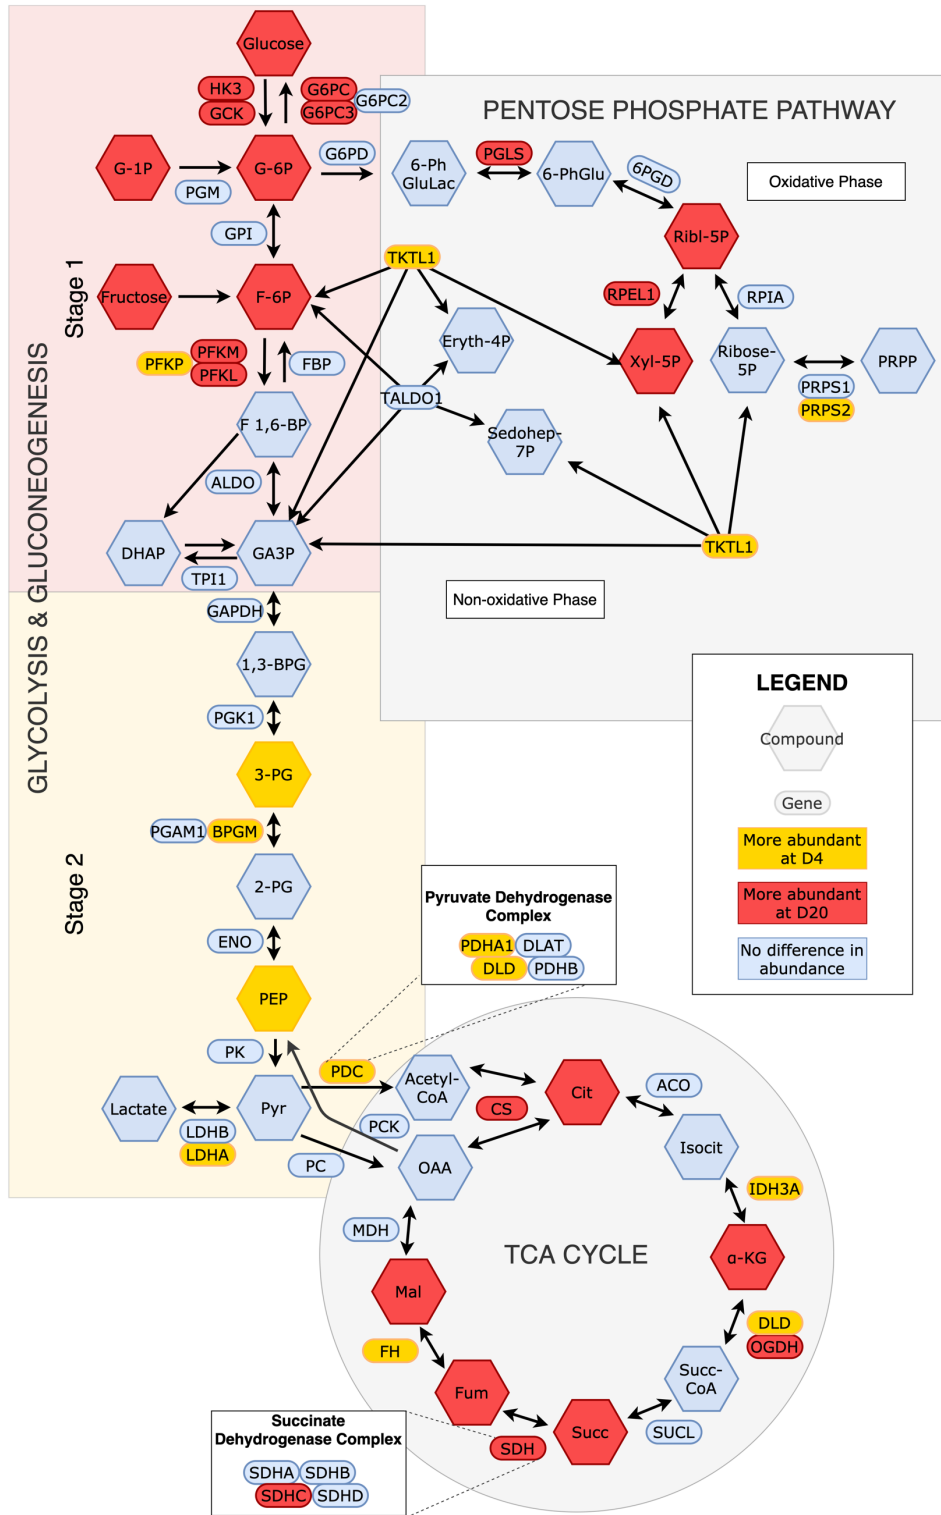 Glucose
HK3
GCK
G6PC
G6PC3
G6PC2
PENTOSE PHOSPHATE PATHWAY
G-1P
PGM
G-6P
G6PD
6-Ph
GluLac
PGLS
6-PhGlu
6PGD
Oxidative Phase
Ribl-5P
GPI
TKTL1
Stage 1
Fructose
F-6P
RPEL1
RPIA
Eryth-4P
Xyl-5P
Ribose-
5P
PRPP
PFKP
PFKM
PFKL
FBP
PRPS1
PRPS2
TALDO1
F 1,6-BP
Sedohep-
7P
ALDO
DHAP
GA3P
TKTL1
TPI1
GLYCOLYSIS & GLUCONEOGENESIS
GAPDH
Non-oxidative Phase
1,3-BPG
PGK1
3-PG
PGAM1
BPGM
Stage 2
2-PG
ENO
PEP
PK
LEGEND
Compound
Gene
More abundant
at D4
More abundant
at D20
No difference in
abundance
Pyruvate Dehydrogenase
Complex
PDHA1
DLAT
DLD
PDHB
PDC
Lactate
LDHB
LDHA
Pyr
PCK
PC
Acetyl-
CoA
OAA
CS
Cit
ACO
Isocit
IDH3A
MDH
TCA CYCLE
α-KG
Mal
DLD
OGDH
FH
Fum
Succ-
CoA
SUCL
Succ
SDH
Succinate
Dehydrogenase Complex
SDHA
SDHB
SDHC
SDHD